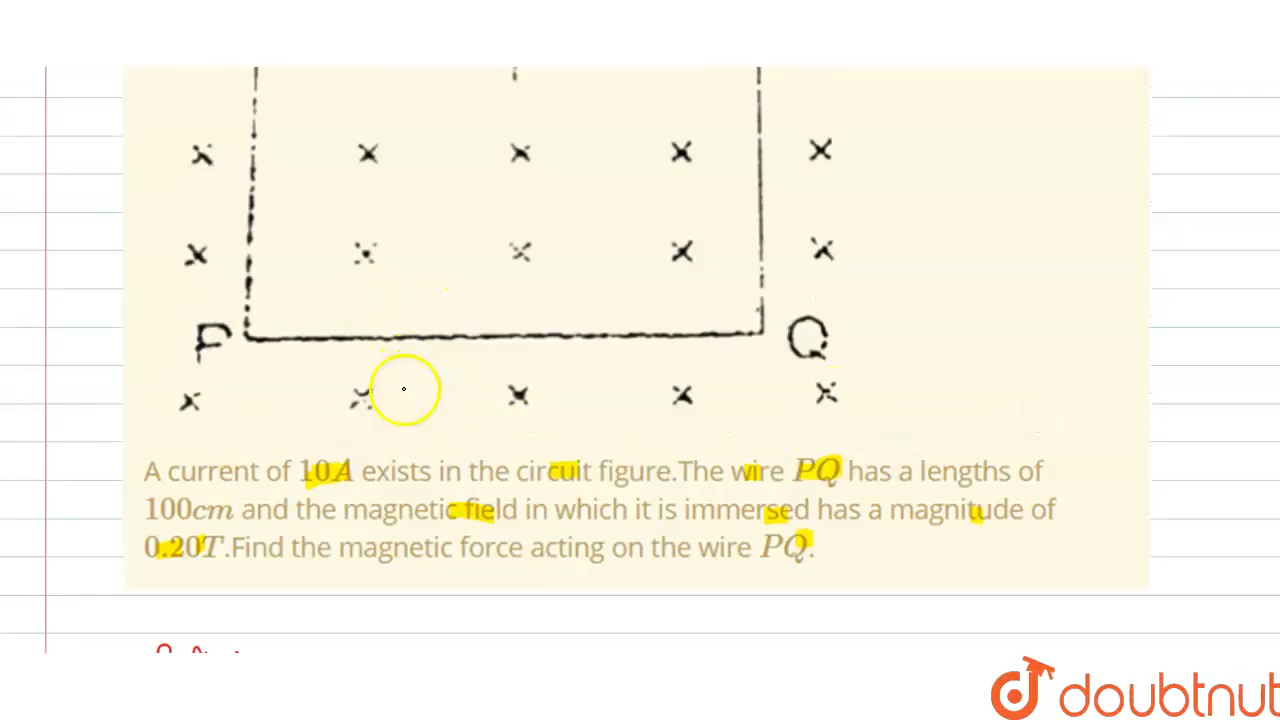 P
Q
A current of 10A exists in the circuit figure.The wire PQ has a lengths of
100cm and the magnetic field in which it is immersed has a magnitude of
0.20T.Find the magnetic force acting on the wire PQ.
doubtnut